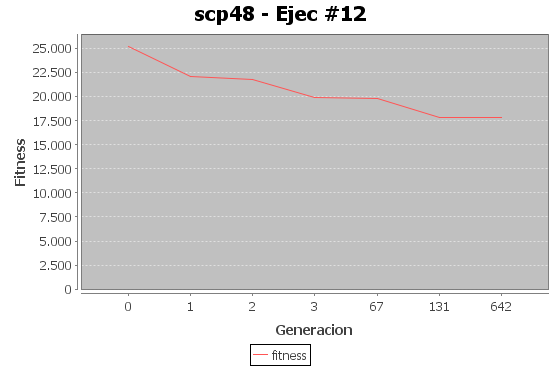 scp48 - Ejec #12
25.000
22.500
20.000
17.500
15.000
12.500
10.000
7.500
5.000
2.500
0
Fitness
0 1 2 3 67 131 642
Generacion
fitness